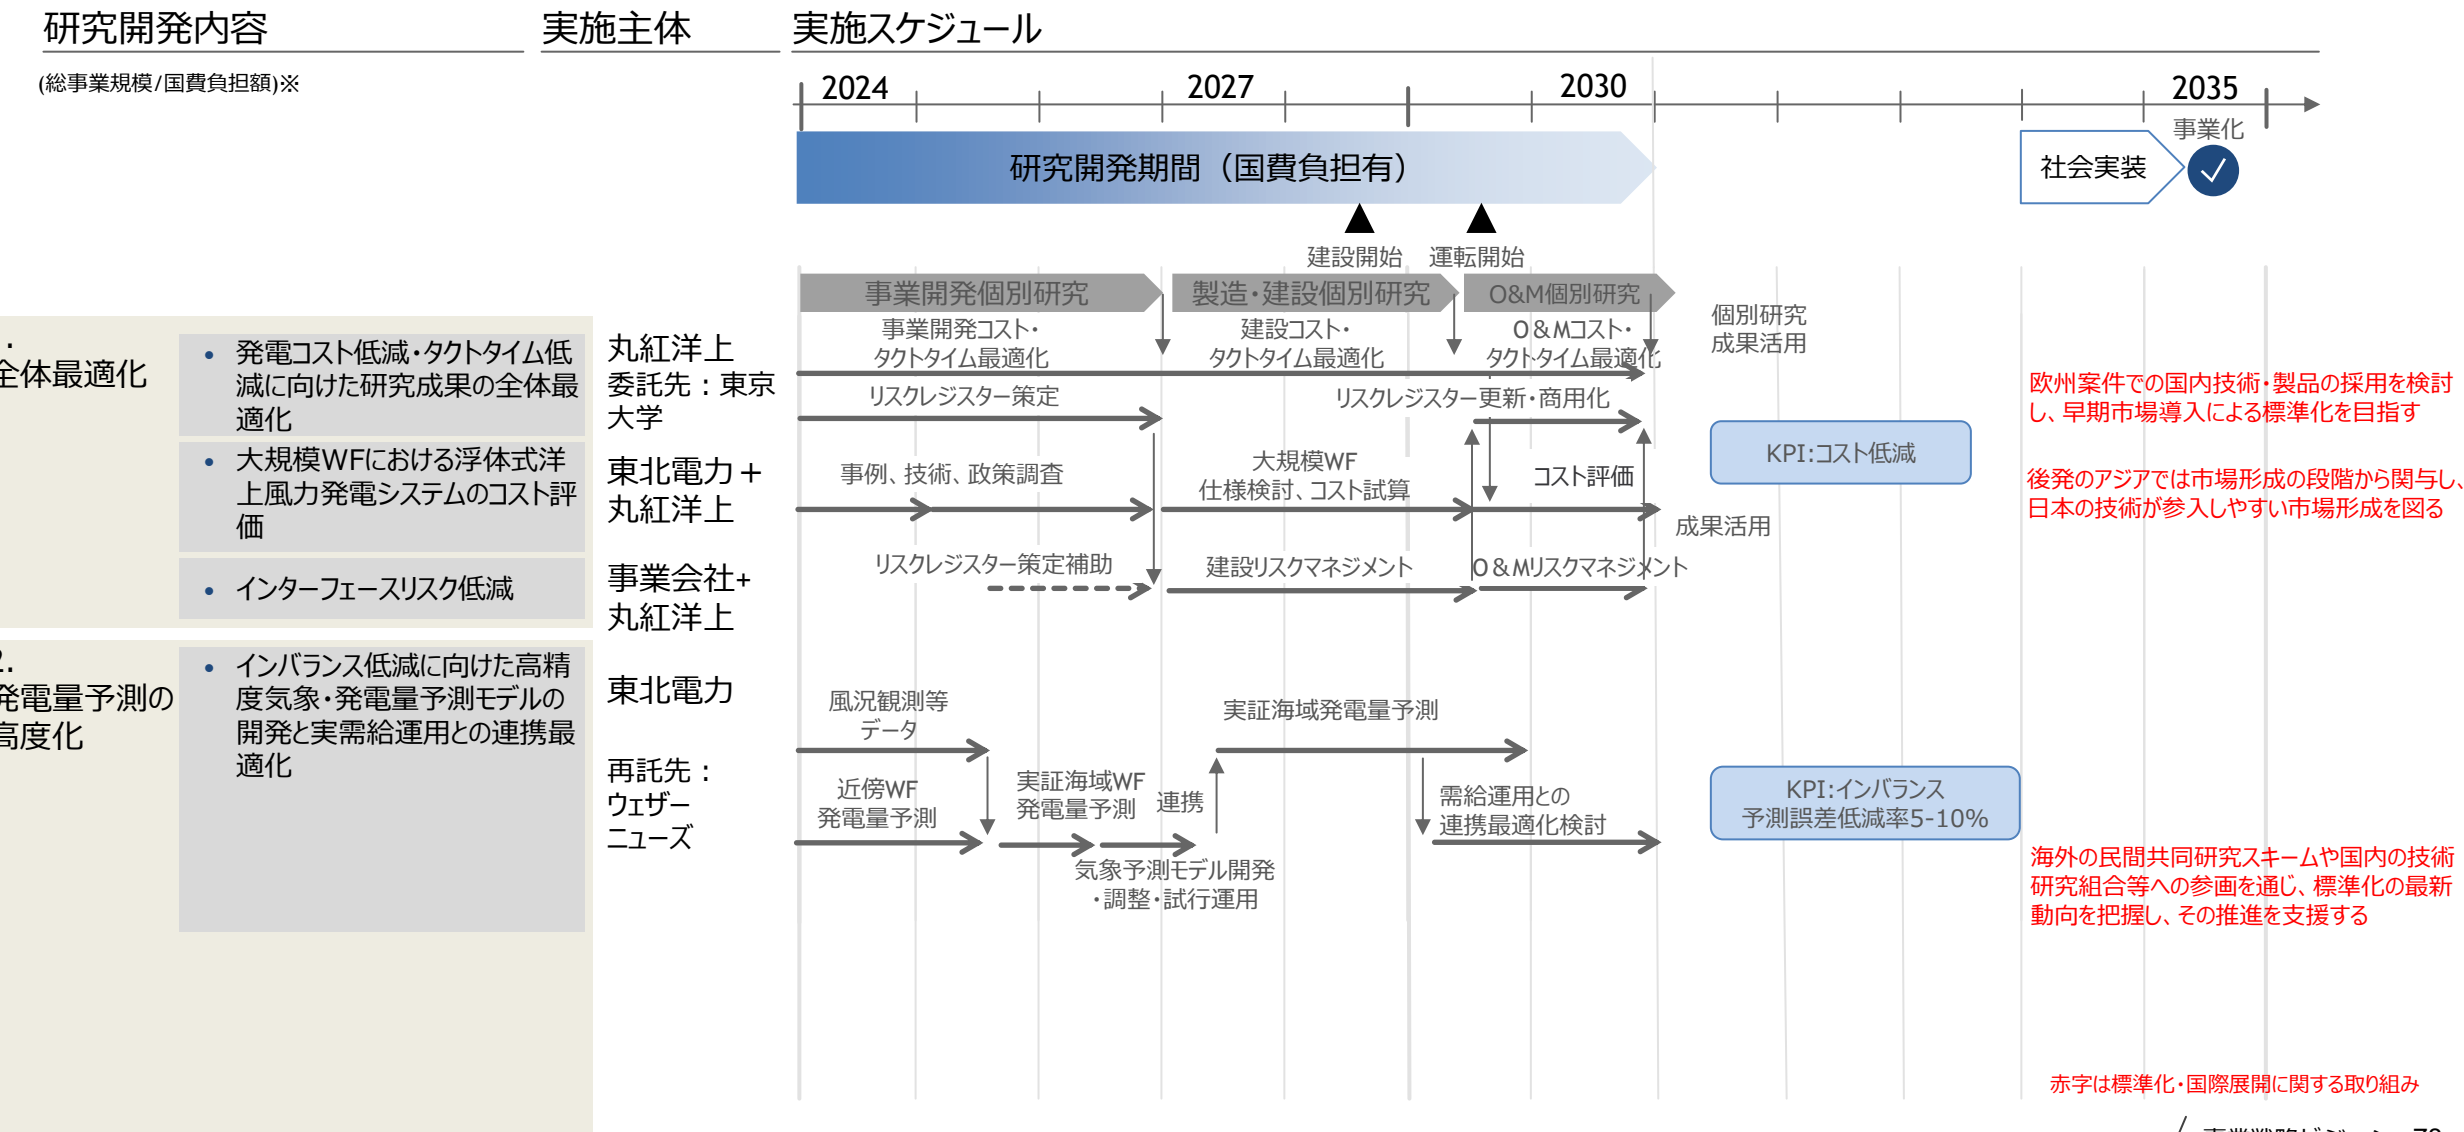 研究開発内容
実施主体
実施スケジュール
(総事業規模/国費負担額)※
2024
2027
2030
2035
事業化
研究開発期間（国費負担有）
社会実装
建設開始
運転開始
事業開発個別研究
製造・建設個別研究
O&M個別研究
個別研究
成果活用
全体最適化
• 発電コスト低減・タクトタイム低
減に向けた研究成果の全体最
適化
丸紅洋上
委託先：東京
大学
事業開発コスト・
タクトタイム最適化
建設コスト・
タクトタイム最適化
O＆Mコスト・
タクトタイム最適化
リスクレジスター策定
リスクレジスター更新・商用化
欧州案件での国内技術・製品の採用を検討
し、早期市場導入による標準化を目指す
• 大規模WFにおける浮体式洋
上風力発電システムのコスト評
価
東北電力＋
丸紅洋上
事例、技術、政策調査
大規模WF
仕様検討、コスト試算
コスト評価
KPI:コスト低減
成果活用
後発のアジアでは市場形成の段階から関与し、
日本の技術が参入しやすい市場形成を図る
• インターフェースリスク低減
事業会社+
丸紅洋上
リスクレジスター策定補助
建設リスクマネジメント
O＆Mリスクマネジメント
2.
発電量予測の
高度化
• インバランス低減に向けた高精
度気象・発電量予測モデルの
開発と実需給運用との連携最
適化
東北電力
再託先：
ウェザー
ニューズ
風況観測等
データ
実証海域発電量予測
近傍WF
発電量予測
実証海域WF
発電量予測
連携
需給運用との
連携最適化検討
気象予測モデル開発
・調整・試行運用
KPI:インバランス
予測誤差低減率5-10%
海外の民間共同研究スキームや国内の技術
研究組合等への参画を通じ、標準化の最新
動向を把握し、その推進を支援する
赤字は標準化・国際展開に関する取り組み